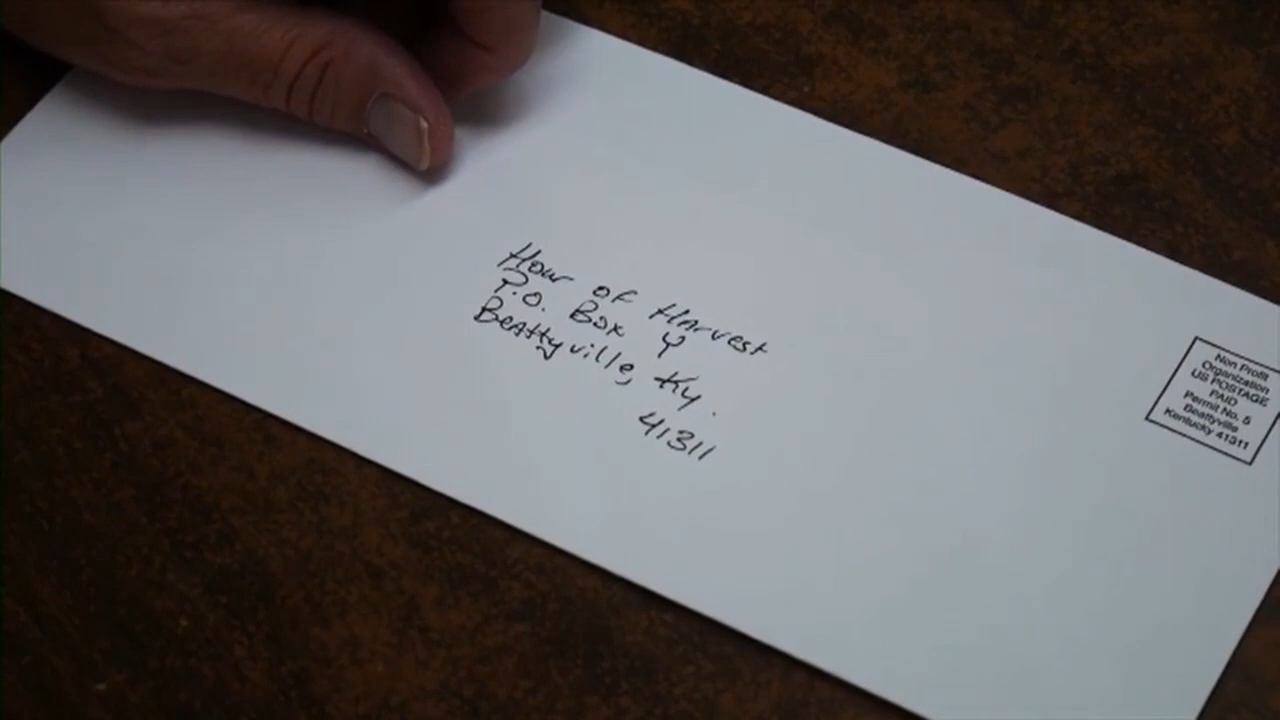 Hour of Harvest
P.O. Box Y
Beattyville, Ky.
41311
Non Profit
Organization
US POSTAGE
PAID
Permit No. 5
Beattyville
Kentucky 41311